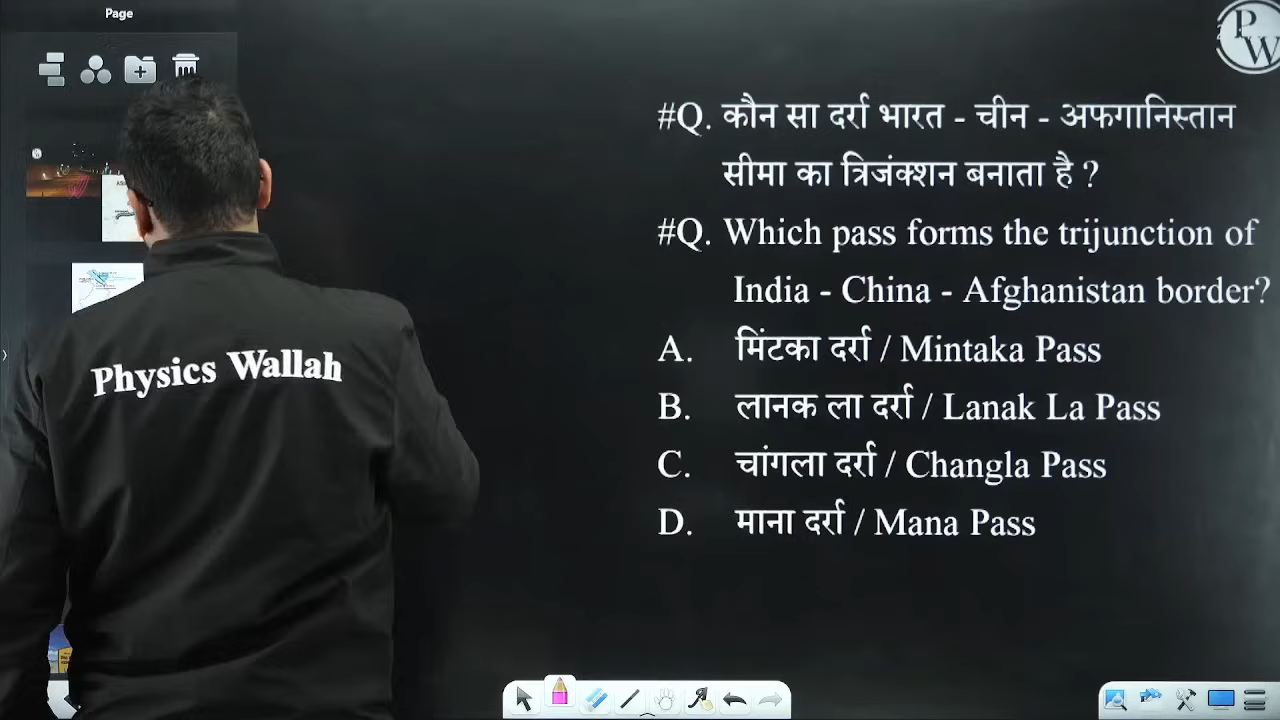 Page
PW
#Q. कौन सा दर्रा भारत - चीन - अफगानिस्तान
सीमा का त्रिजंक्शन बनाता है ?
#Q. Which pass forms the trijunction of
India - China - Afghanistan border?
A. मिंटका दर्रा / Mintaka Pass
B. लानक ला दर्रा / Lanak La Pass
C. चांगला दर्रा / Changla Pass
D. माना दर्रा / Mana Pass
Physics Wallah